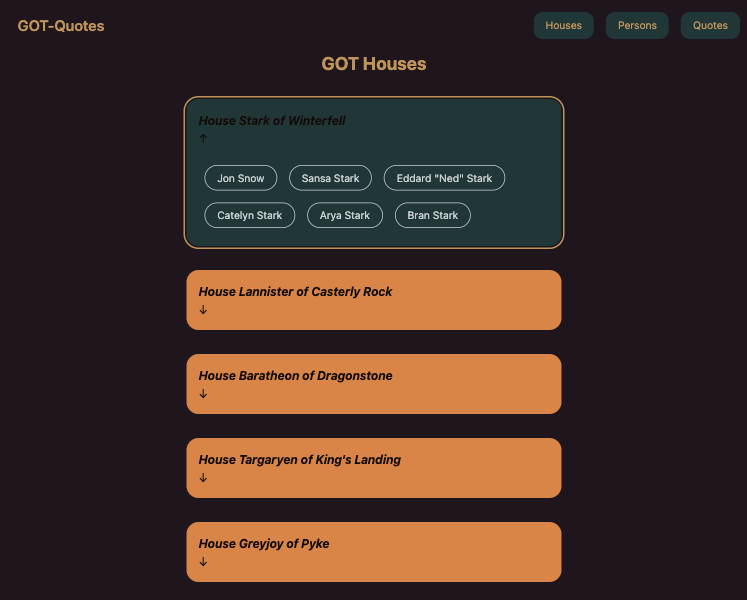 GOT-Quotes
Houses Persons Quotes
GOT Houses
House Stark of Winterfell
↑
Jon Snow Sansa Stark Eddard "Ned" Stark
Catelyn Stark Arya Stark Bran Stark
House Lannister of Casterly Rock
↓
House Baratheon of Dragonstone
↓
House Targaryen of King's Landing
↓
House Greyjoy of Pyke
↓